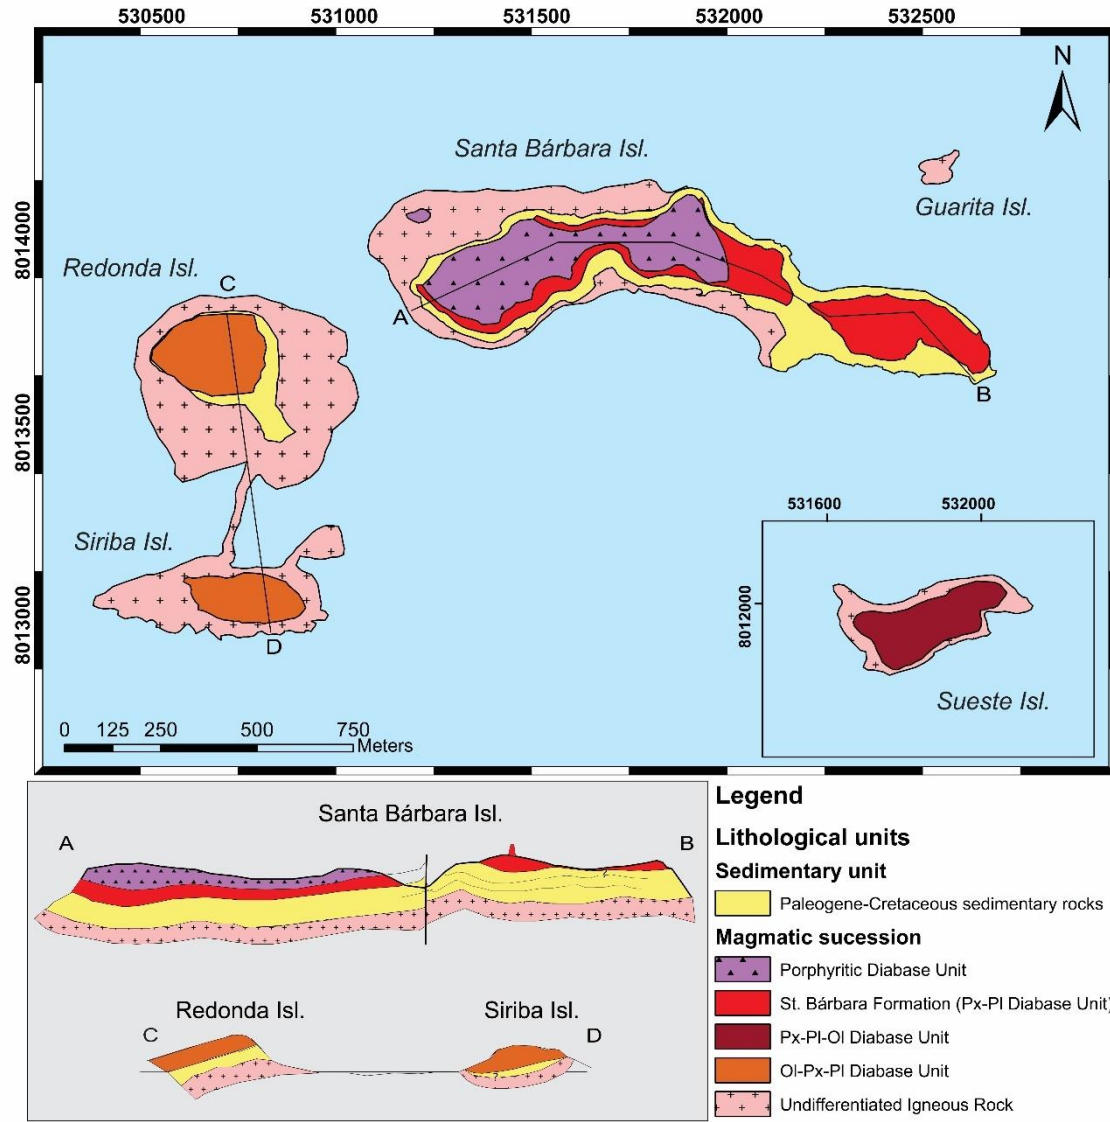 530500 531000 531500 532000 532500
N
Santa Bárbara Isl.
Guarita Isl.
8014000
Redonda Isl.
C
A
B
8013500
531600 532000
Siriba Isl.
8012000
8013000
D
Sueste Isl.
0 125 250 500 750
Meters
Santa Bárbara Isl.
A B
Redonda Isl. Siriba Isl.
C D
?
Legend
Lithological units
Sedimentary unit
Paleogene-Cretaceous sedimentary rocks
Magmatic sucession
Porphyritic Diabase Unit
St. Bárbara Formation (Px-Pl Diabase Unit)
Px-Pl-Ol Diabase Unit
Ol-Px-Pl Diabase Unit
Undifferentiated Igneous Rock